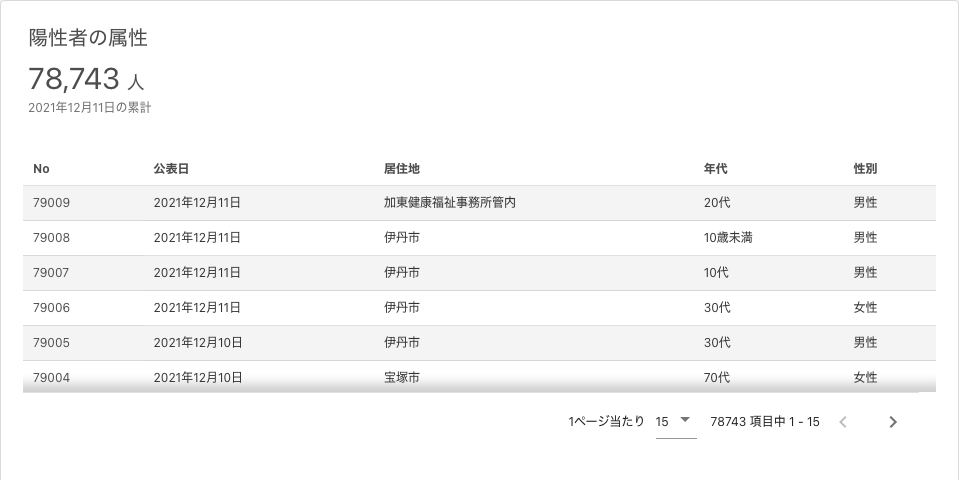 陽性者の属性
78,743 人
2021年12月11日の累計
No 公表日 居住地 年代 性別
79009 2021年12月11日 加東健康福祉事務所管内 20代 男性
79008 2021年12月11日 伊丹市 10歳未満 男性
79007 2021年12月11日 伊丹市 10代 男性
79006 2021年12月11日 伊丹市 30代 女性
79005 2021年12月10日 伊丹市 30代 男性
79004 2021年12月10日 宝塚市 70代 女性
1ページ当たり 15 78743 項目中 1 - 15